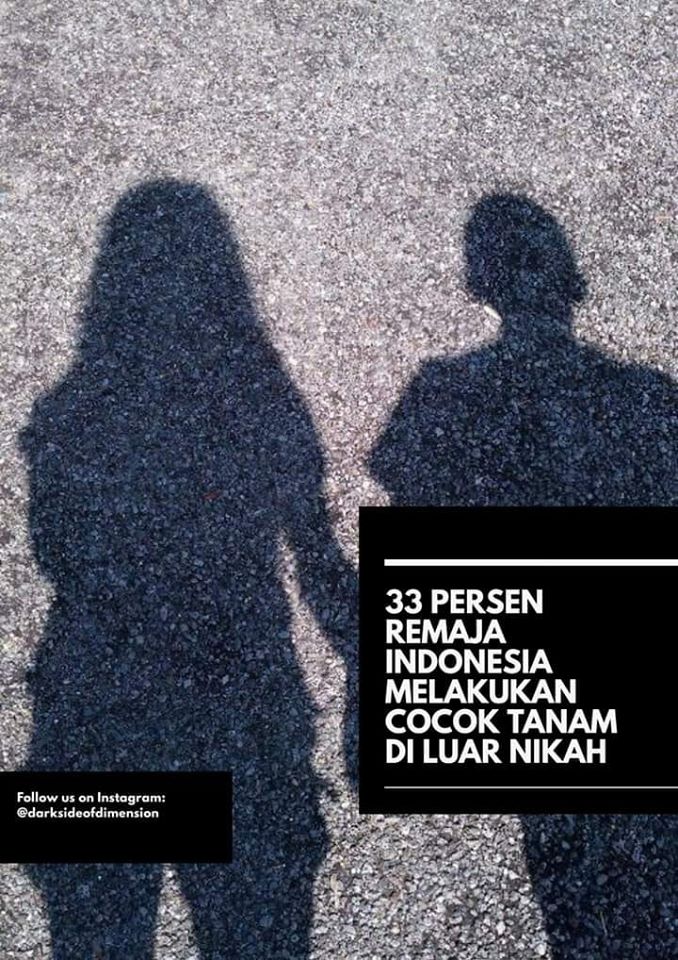 33 PERSEN
REMAJA
INDONESIA
MELAKUKAN
COCOK TANAM
DI LUAR NIKAH
Follow us on Instagram:
@darksideofdimension